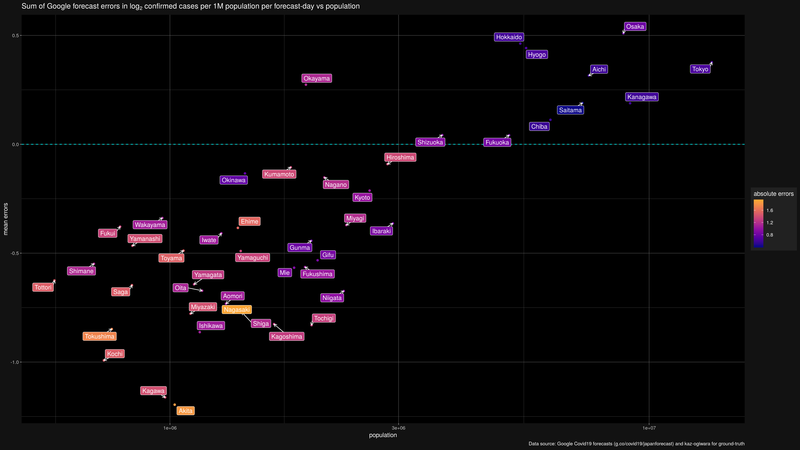 Sum of Google forecast errors in log2 confirmed cases per 1M population per forecast-day vs population
Osaka
Hokkaido
0.5
Hyogo
Aichi
Tokyo
Okayama
Kanagawa
Saitama
Chiba
Shizuoka
Fukuoka
0.0
Hiroshima
Kumamoto
Okinawa
Nagano
Kyoto
absolute errors
1.6
1.2
0.8
mean errors
Miyagi
Ehime
Wakayama
Ibaraki
Fukui
Yamanashi
Iwate
Gunma
-0.5
Gifu
Toyama
Yamaguchi
Shimane
Mie
Fukushima
Yamagata
Tottori
Oita
Saga
Aomori
Niigata
Miyazaki
Nagasaki
Tochigi
Ishikawa
Shiga
Tokushima
Kagoshima
Kochi
-1.0
Kagawa
Akita
1e+06
3e+06
1e+07
population
Data source: Google Covid19 forecasts (g.co/covid19/japanforecast) and kaz-ogiwara for ground-truth